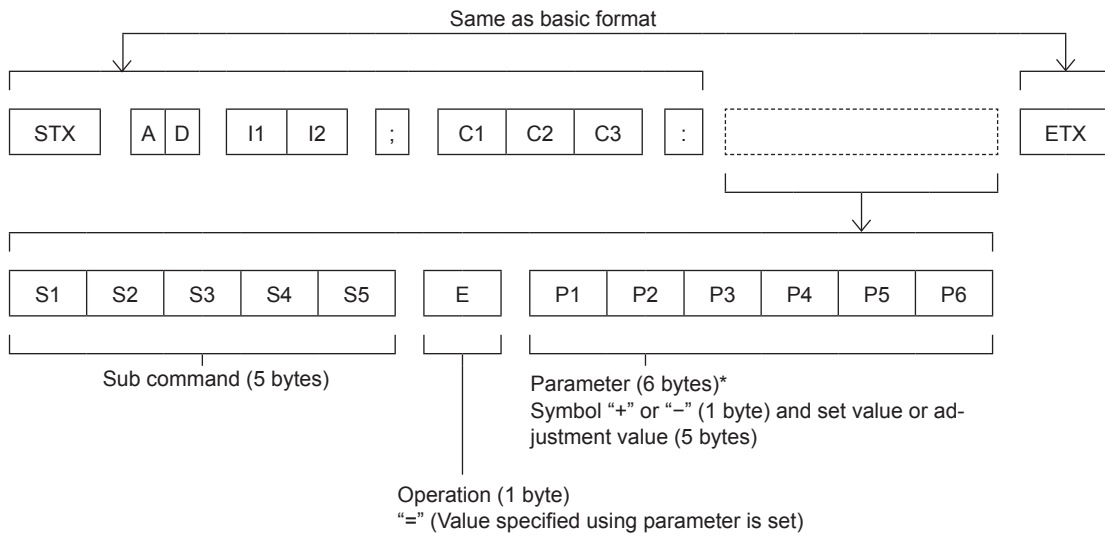 Same as basic format
STX A D I1 I2 ; C1 C2 C3 : ETX
S1 S2 S3 S4 S5 E P1 P2 P3 P4 P5 P6
Sub command (5 bytes)
Parameter (6 bytes)*
Symbol “+” or “−” (1 byte) and set value or ad-
justment value (5 bytes)
Operation (1 byte)
“=” (Value specified using parameter is set)